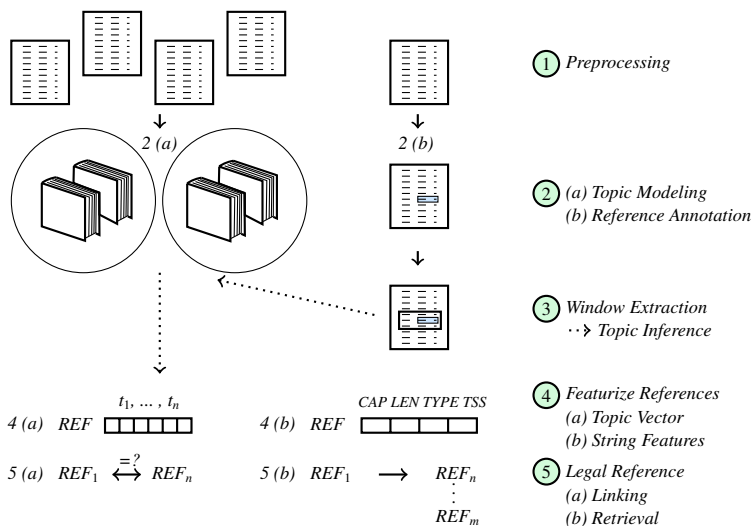 1 Preprocessing
2 (a)
2 (b)
2 (a) Topic Modeling
(b) Reference Annotation
3 Window Extraction
⇢ Topic Inference
t1, ... , tn
CAP LEN TYPE TSS
4 (a) REF
4 (b) REF
4 Featurize References
(a) Topic Vector
(b) String Features
5 (a) REF1 =? REFn
5 (b) REF1 → REFn
REFm
5 Legal Reference
(a) Linking
(b) Retrieval